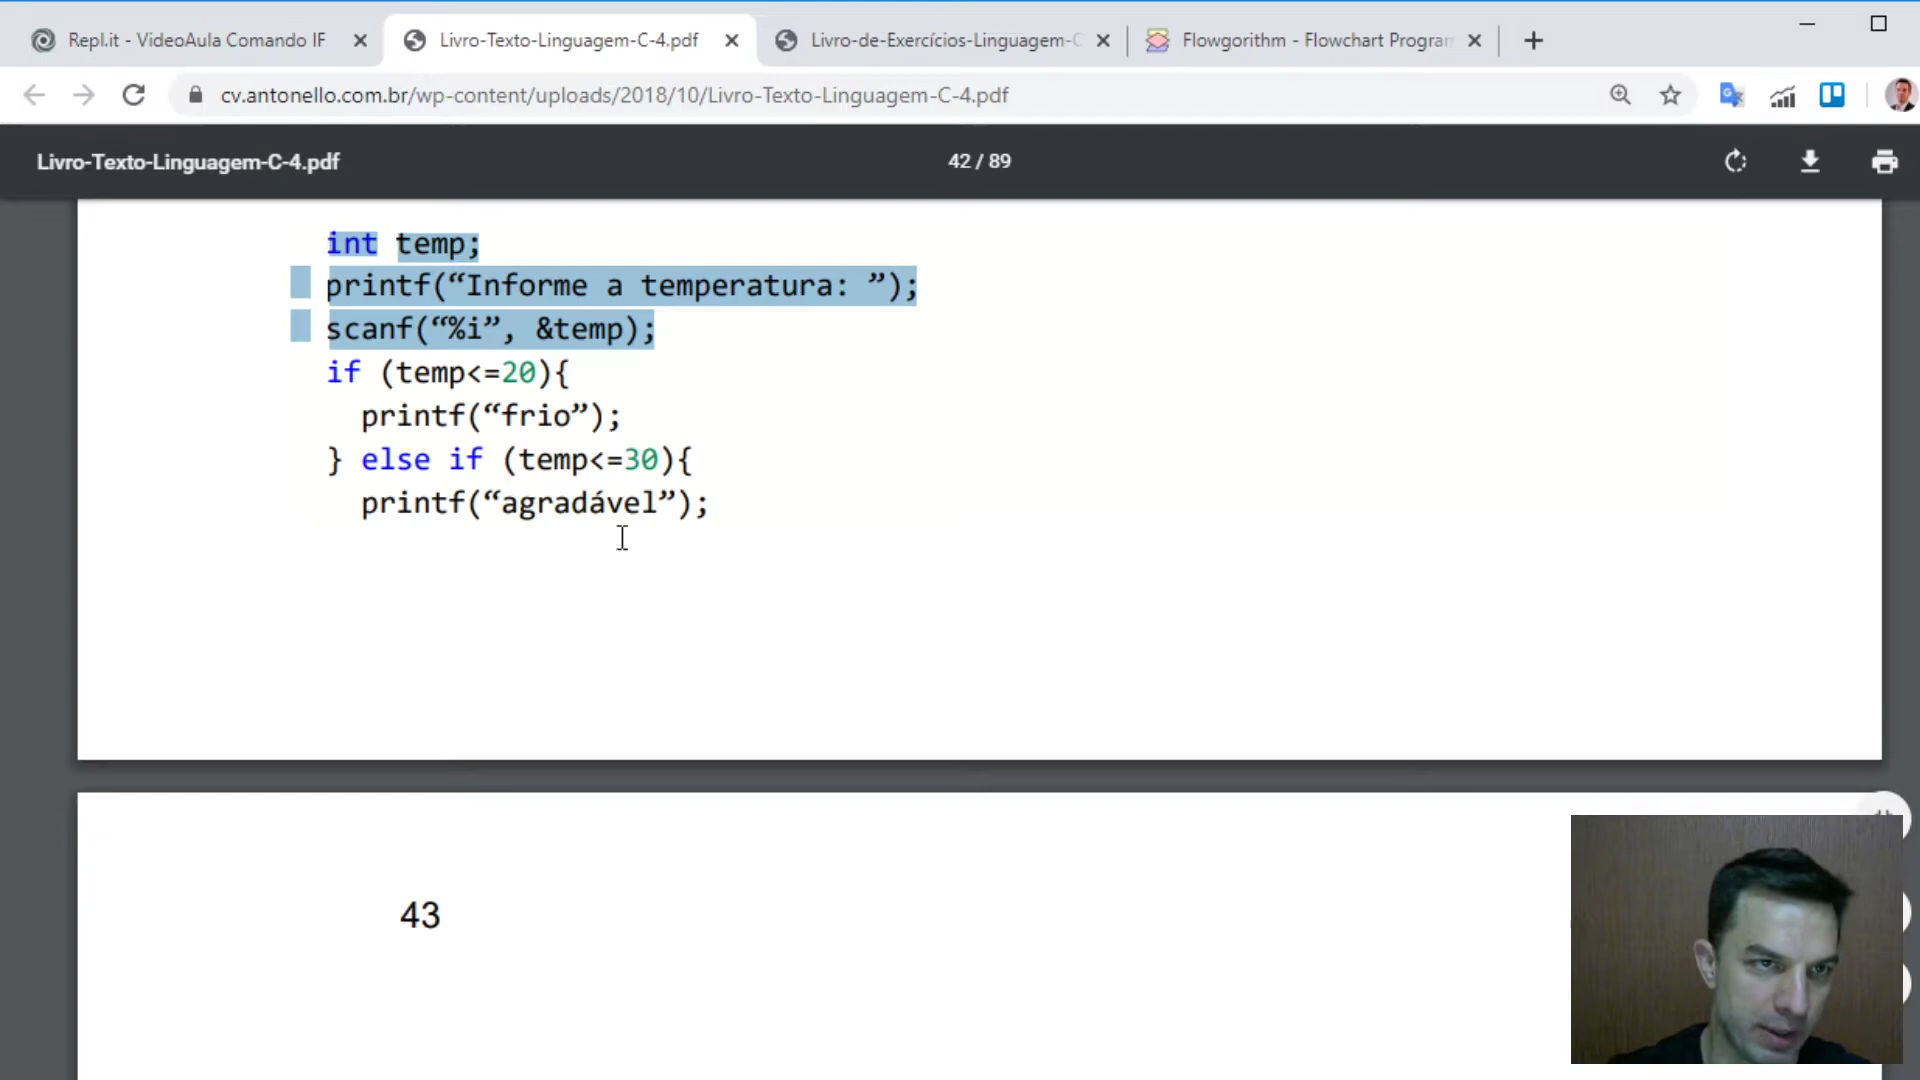 Repl.it - VideoAula Comando IF
Livro-Texto-Linguagem-C-4.pdf
Livro-de-Exercícios-Linguagem-C
Flowgorithm - Flowchart Program
cv.antonello.com.br/wp-content/uploads/2018/10/Livro-Texto-Linguagem-C-4.pdf
Livro-Texto-Linguagem-C-4.pdf
42 / 89
int temp;
printf(“Informe a temperatura: ”);
scanf(“%i”, &temp);
if (temp<=20){
printf(“frio”);
} else if (temp<=30){
printf(“agradável”);
43